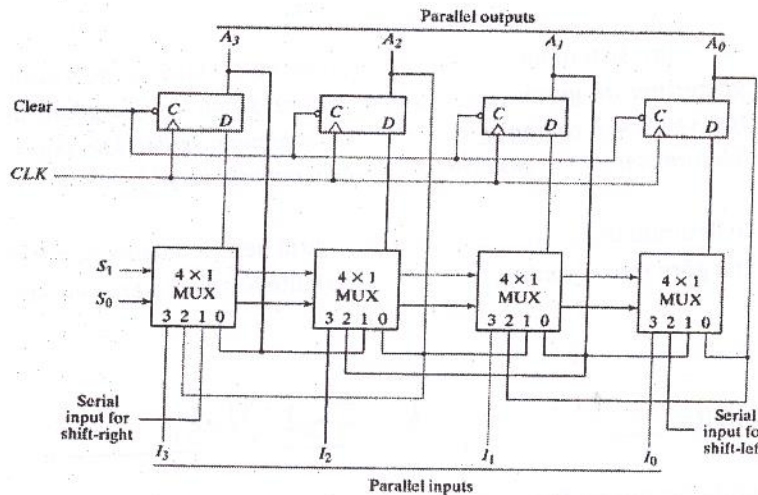 Parallel outputs
A3 A2 A1 A0
Clear
C D C D C D C D
CLK
S1
S0
4 × 1 MUX 4 × 1 MUX 4 × 1 MUX 4 × 1 MUX
3 2 1 0 3 2 1 0 3 2 1 0 3 2 1 0
Serial input for shift-right
Serial input for shift-left
I3 I2 I1 I0
Parallel inputs